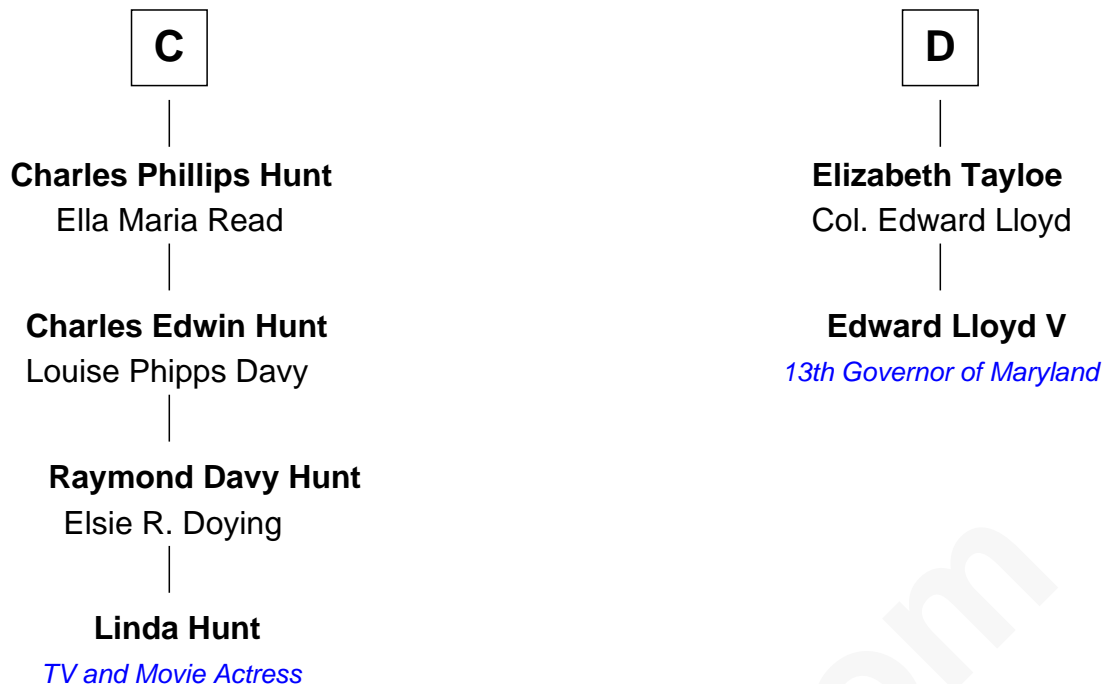 C
Charles Phillips Hunt
Ella Maria Read
Charles Edwin Hunt
Louise Phipps Davy
Raymond Davy Hunt
Elsie R. Doying
Linda Hunt
TV and Movie Actress
D
Elizabeth Tayloe
Col. Edward Lloyd
Edward Lloyd V
13th Governor of Maryland